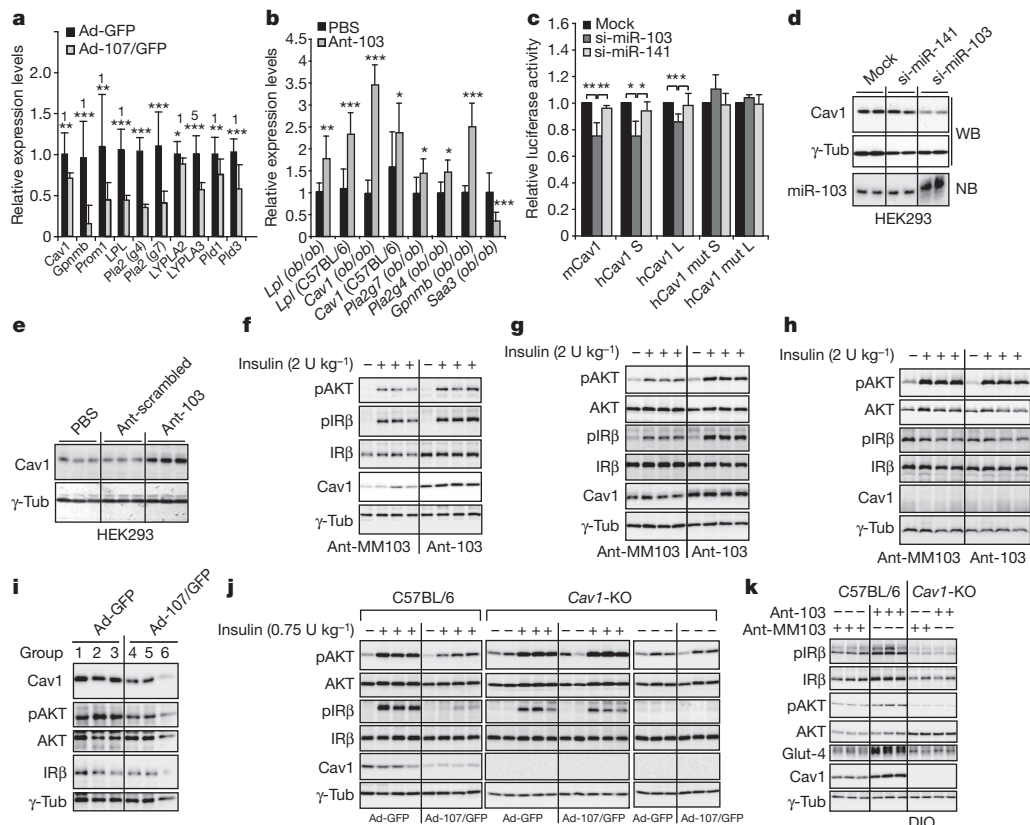 a
Ad-GFP
Ad-107/GFP
Relative expression levels
2.0
1.5
1.0
0.5
0
1 ** 1 *** 1 ** 1 *** *** *** 1 * 5 *** 1 ** 3 ***
Cav1
Gpnmb
Prom1
LPL
Pla2 (g4)
Pla2 (g7)
LYPLA2
LYPLA3
Pld1
Pld3
b
PBS
Ant-103
Relative expression levels
4.5
4
3.5
3
2.5
2
1.5
1
0.5
0
** *** *** * * * *** ***
Lpl (ob/ob)
Lpl (C57BL/6)
Cav1 (ob/ob)
Cav1 (C57BL/6)
Pla2g7 (ob/ob)
Pla2g4 (ob/ob)
Gpnmb (ob/ob)
Saa3 (ob/ob)
c
Mock
si-miR-103
si-miR-141
Relative luciferase activity
1.4
1.2
1.0
0.8
0.6
0.4
0.2
0
** ** * * ** *
mCav1
hCav1 S
hCav1 L
hCav1 mut S
hCav1 mut L
d
Mock
si-miR-141
si-miR-103
Cav1
γ-Tub
WB
miR-103
NB
HEK293
e
PBS
Ant-scrambled
Ant-103
Cav1
γ-Tub
HEK293
f
Insulin (2 U kg⁻¹) – + + + – + + +
pAKT
pIRβ
IRβ
Cav1
γ-Tub
Ant-MM103 Ant-103
g
Insulin (2 U kg⁻¹) – + + + – + + +
pAKT
AKT
pIRβ
IRβ
Cav1
γ-Tub
Ant-MM103 Ant-103
h
Insulin (2 U kg⁻¹) – + + + – + + +
pAKT
AKT
pIRβ
IRβ
Cav1
γ-Tub
Ant-MM103 Ant-103
i
Ad-GFP
Ad-107/GFP
Group
1 2 3 4 5 6
Cav1
pAKT
AKT
IRβ
γ-Tub
j
C57BL/6 Cav1-KO
Insulin (0.75 U kg⁻¹) – + + + – + + + – – + + + – – + + + – – – – – –
pAKT
AKT
pIRβ
IRβ
Cav1
γ-Tub
Ad-GFP Ad-107/GFP Ad-GFP Ad-107/GFP Ad-GFP Ad-107/GFP
k
C57BL/6 Cav1-KO
Ant-103 – – – + + + – – + +
Ant-MM103 + + + – – – + + – –
pIRβ
IRβ
pAKT
AKT
Glut-4
Cav1
γ-Tub
DIO